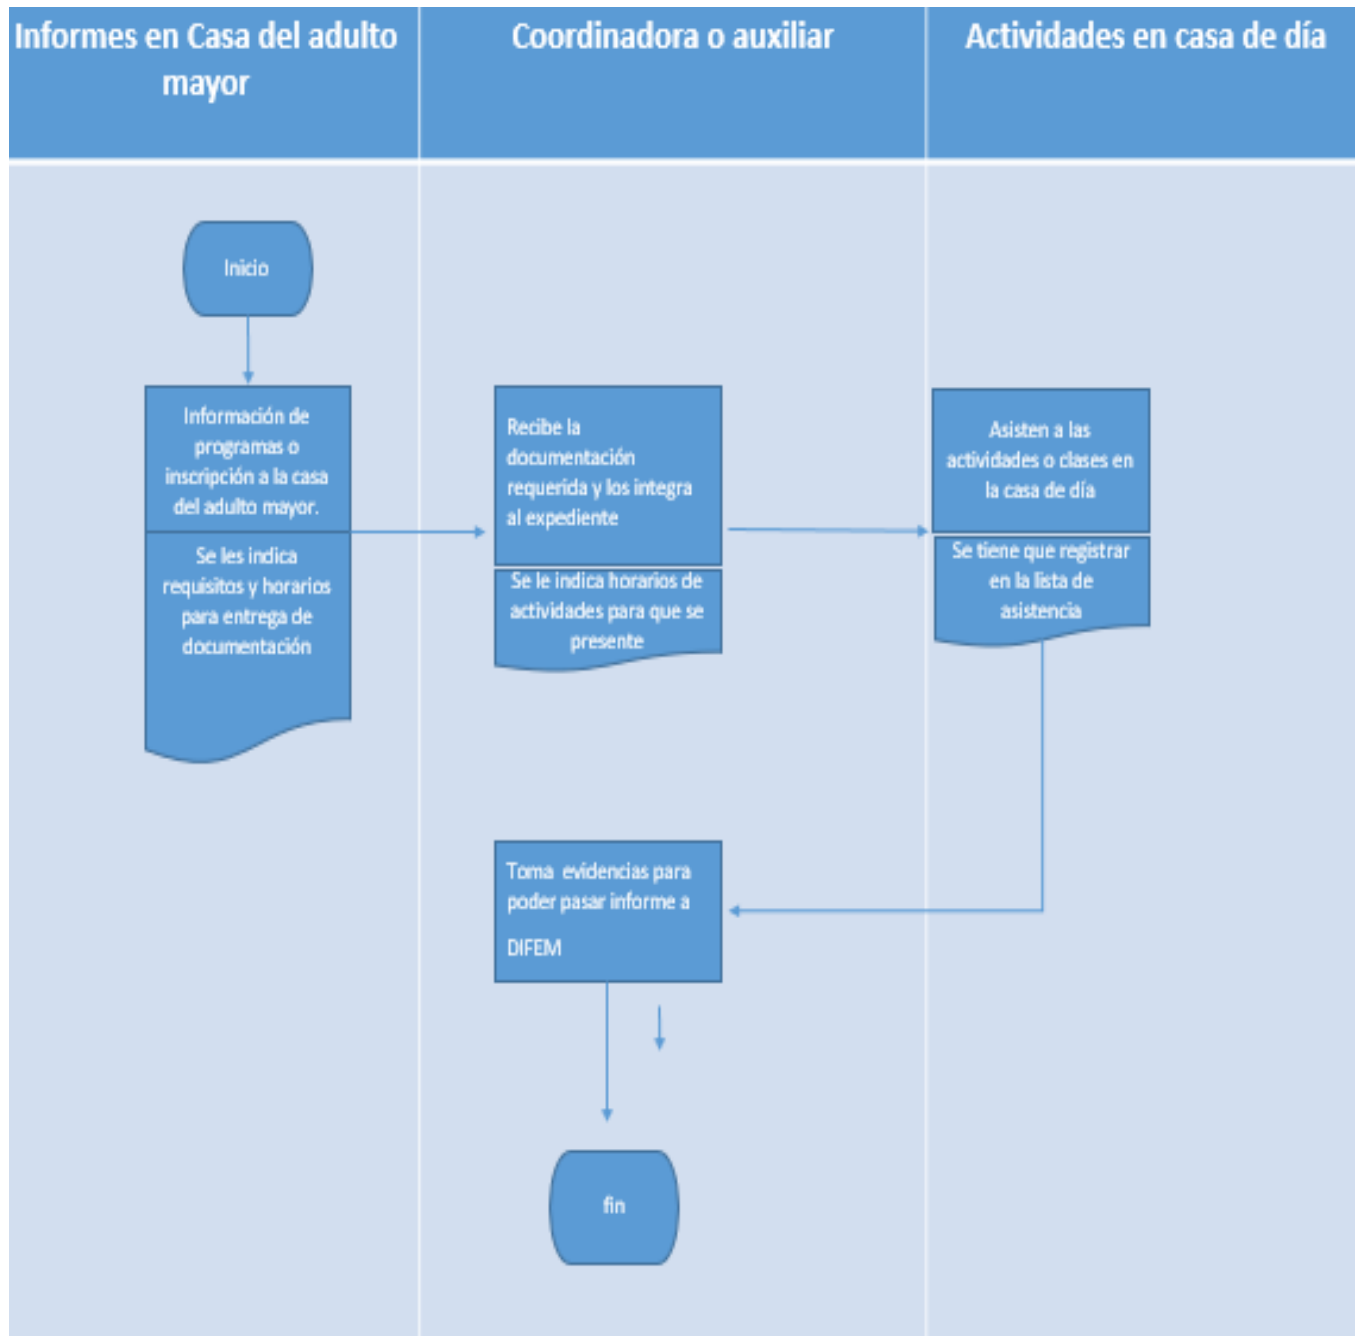 Informes en Casa del adulto
mayor
Coordinadora o auxiliar
Actividades en casa de día
Inicio
Información de
programas o
inscripción a la casa
del adulto mayor.
Se les indica
requisitos y horarios
para entrega de
documentación
Recibe la
documentación
requerida y los integra
al expediente
Se le indica horarios de
actividades para que se
presente
Asisten a las
actividades o clases en
la casa de día
Se tiene que registrar
en la lista de
asistencia
Toma evidencias para
poder pasar informe a
DIFEM
fin